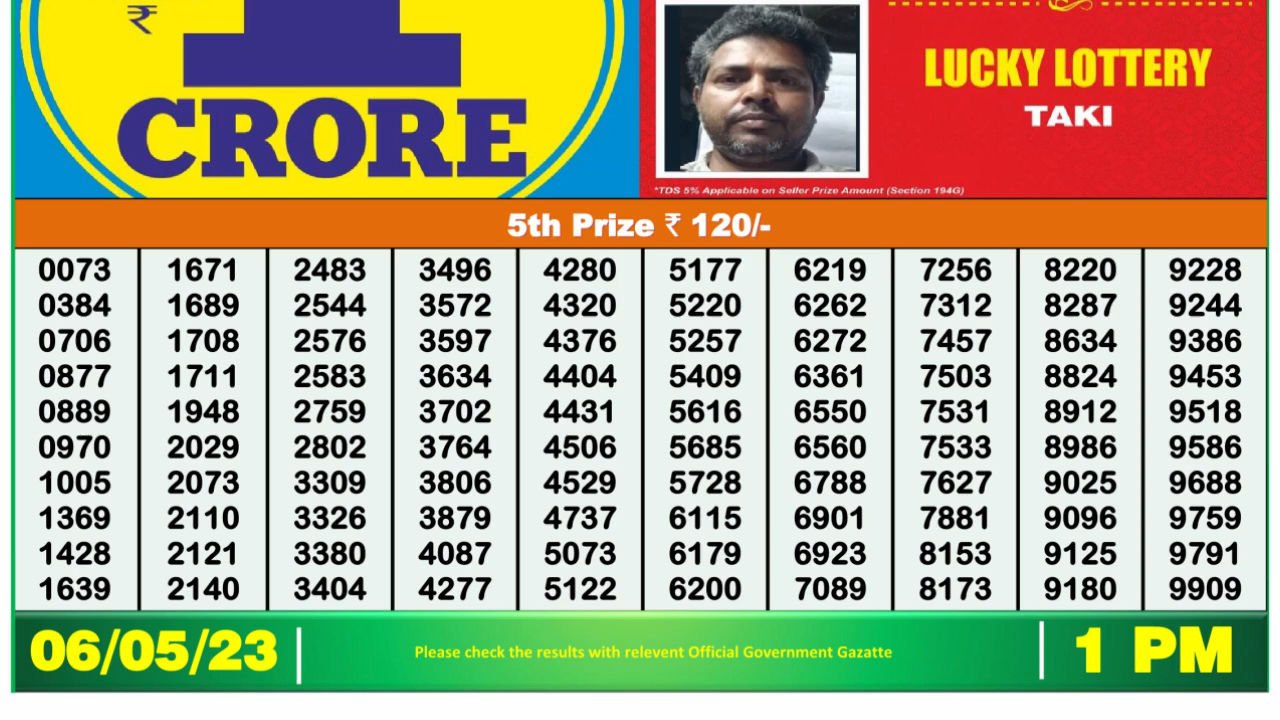 ₹
1
CRORE
LUCKY LOTTERY
TAKI
*TDS 5% Applicable on Seller Prize Amount (Section 194G)
5th Prize ₹ 120/-
0073 1671 2483 3496 4280 5177 6219 7256 8220 9228
0384 1689 2544 3572 4320 5220 6262 7312 8287 9244
0706 1708 2576 3597 4376 5257 6272 7457 8634 9386
0877 1711 2583 3634 4404 5409 6361 7503 8824 9453
0889 1948 2759 3702 4431 5616 6550 7531 8912 9518
0970 2029 2802 3764 4506 5685 6560 7533 8986 9586
1005 2073 3309 3806 4529 5728 6788 7627 9025 9688
1369 2110 3326 3879 4737 6115 6901 7881 9096 9759
1428 2121 3380 4087 5073 6179 6923 8153 9125 9791
1639 2140 3404 4277 5122 6200 7089 8173 9180 9909
06/05/23
Please check the results with relevent Official Government Gazatte
1 PM